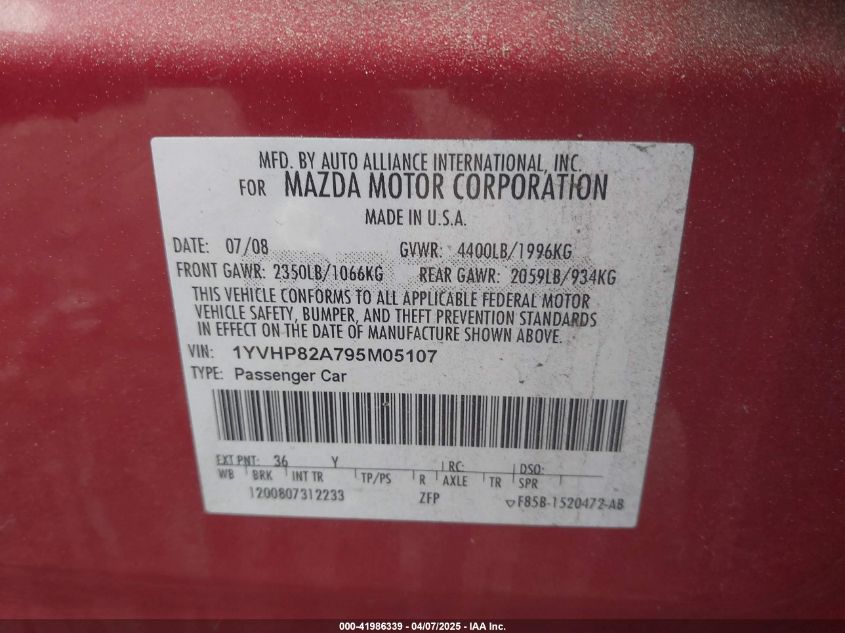 MFD. BY AUTO ALLIANCE INTERNATIONAL, INC.
FOR MAZDA MOTOR CORPORATION
MADE IN U.S.A.
DATE: 07/08 GVWR: 4400LB/1996KG
FRONT GAWR: 2350LB/1066KG REAR GAWR: 2059LB/934KG
THIS VEHICLE CONFORMS TO ALL APPLICABLE FEDERAL MOTOR
VEHICLE SAFETY, BUMPER, AND THEFT PREVENTION STANDARDS
IN EFFECT ON THE DATE OF MANUFACTURE SHOWN ABOVE.
VIN: 1YVHP82A795M05107
TYPE: Passenger Car
EXT PNT: 36 Y RC: DSO:
WB BRK INT TR TP/PS R AXLE TR SPR
1200807312233 ZFP F85B-1520472-AB
000-41986339 - 04/07/2025 - IAA Inc.